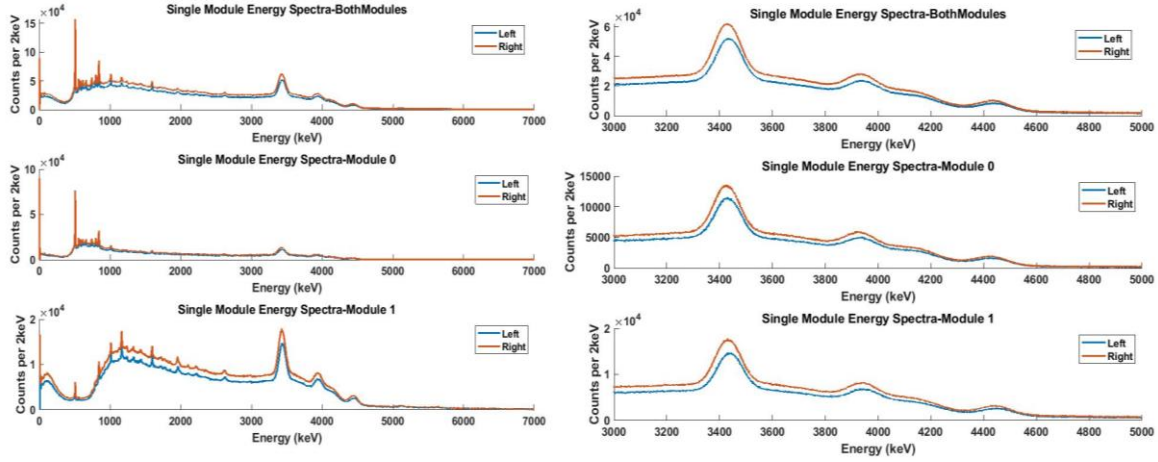 Single Module Energy Spectra-BothModules
×10⁴
Counts per 2keV
15
10
5
0
0 1000 2000 3000 4000 5000 6000 7000
Energy (keV)
Left
Right
Single Module Energy Spectra-Module 0
×10⁴
Counts per 2keV
10
5
0
0 1000 2000 3000 4000 5000 6000 7000
Energy (keV)
Left
Right
Single Module Energy Spectra-Module 1
×10⁴
Counts per 2keV
2
1
0
0 1000 2000 3000 4000 5000 6000 7000
Energy (keV)
Left
Right
Single Module Energy Spectra-BothModules
×10⁴
Counts per 2keV
6
4
2
0
3000 3200 3400 3600 3800 4000 4200 4400 4600 4800 5000
Energy (keV)
Left
Right
Single Module Energy Spectra-Module 0
Counts per 2keV
15000
10000
5000
0
3000 3200 3400 3600 3800 4000 4200 4400 4600 4800 5000
Energy (keV)
Left
Right
Single Module Energy Spectra-Module 1
×10⁴
Counts per 2keV
2
1
0
3000 3200 3400 3600 3800 4000 4200 4400 4600 4800 5000
Energy (keV)
Left
Right